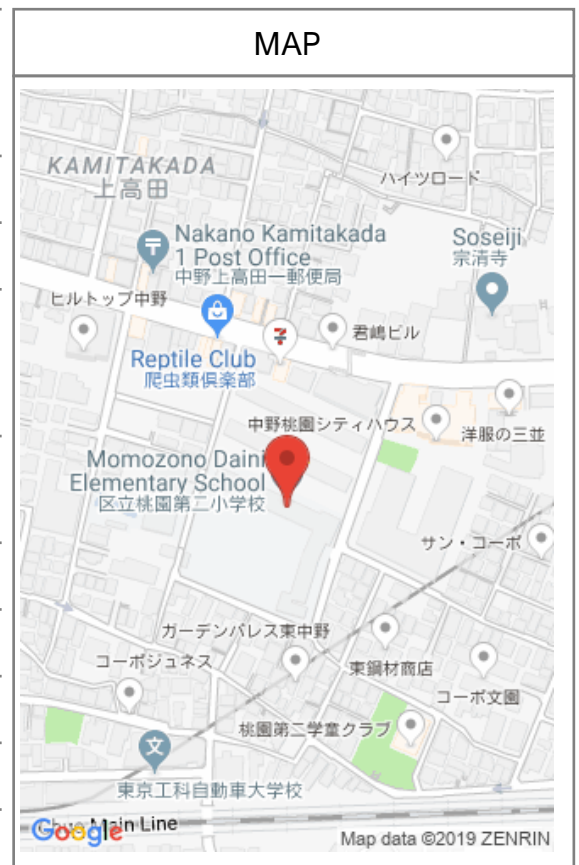 MAP
KAMITAKADA
上高田
ハイツロード
Nakano Kamitakada
1 Post Office
中野上高田一郵便局
Soseiji
宗清寺
ヒルトップ中野
君嶋ビル
Reptile Club
爬虫類倶楽部
中野桃園シティハウス
洋服の三並
Momozono Daini
Elementary School
区立桃園第二小学校
サン・コーポ
ガーデンパレス東中野
コーポジュネス
東鋼材商店
コーポ文園
桃園第二学童クラブ
文
東京工科自動車大学校
Chuo Main Line
Google
Map data ©2019 ZENRIN